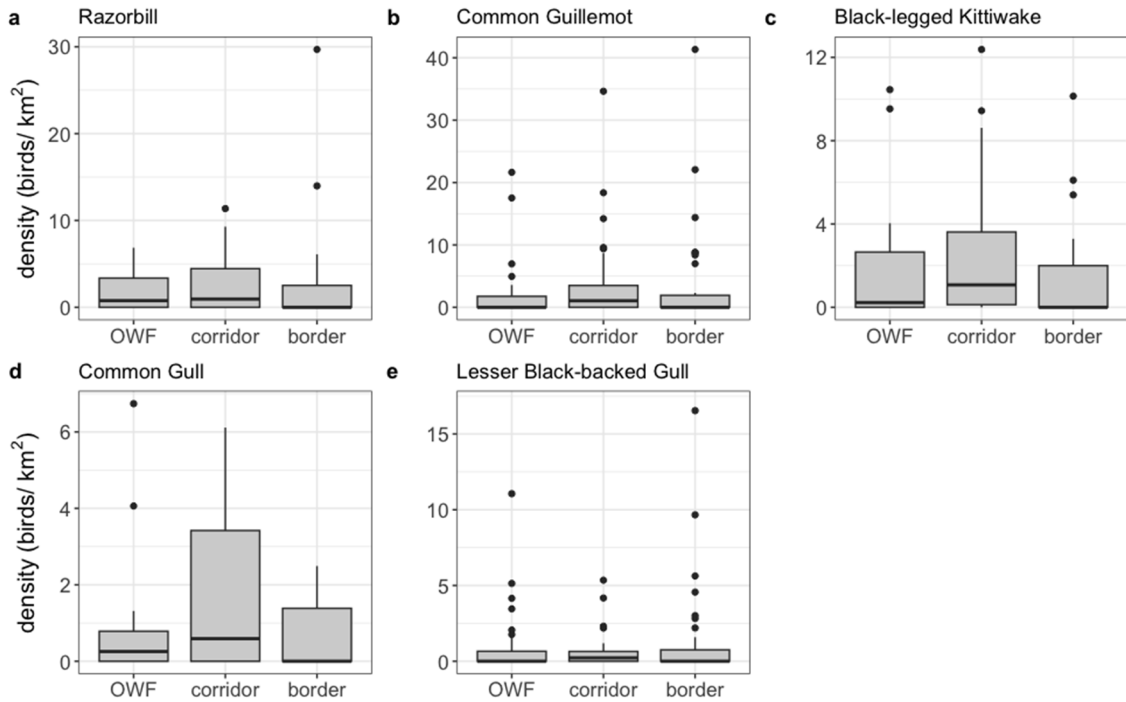 a Razorbill
density (birds/ km²)
30
20
10
0
OWF corridor border
b Common Guillemot
40
30
20
10
0
OWF corridor border
c Black-legged Kittiwake
12
8
4
0
OWF corridor border
d Common Gull
density (birds/ km²)
6
4
2
0
OWF corridor border
e Lesser Black-backed Gull
15
10
5
0
OWF corridor border